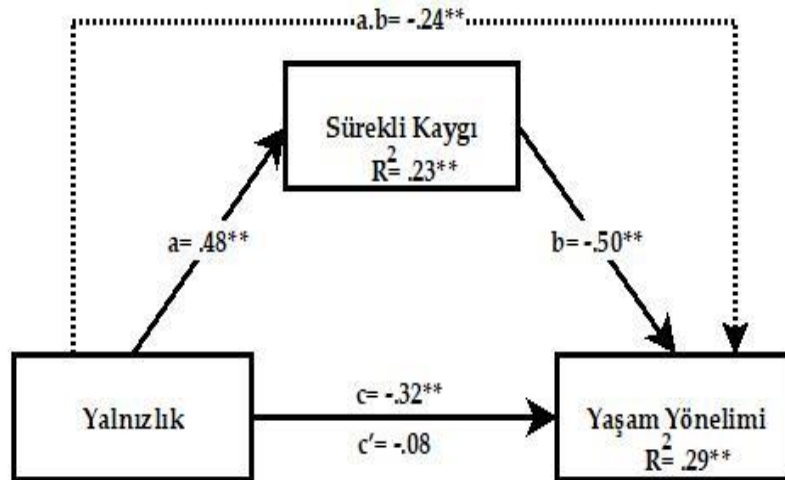 a.b= -.24**
Sürekli Kaygı
R²= .23**
a= .48**
b= -.50**
Yalnızlık
c= -.32**
c′= -.08
Yaşam Yönelimi
R²= .29**